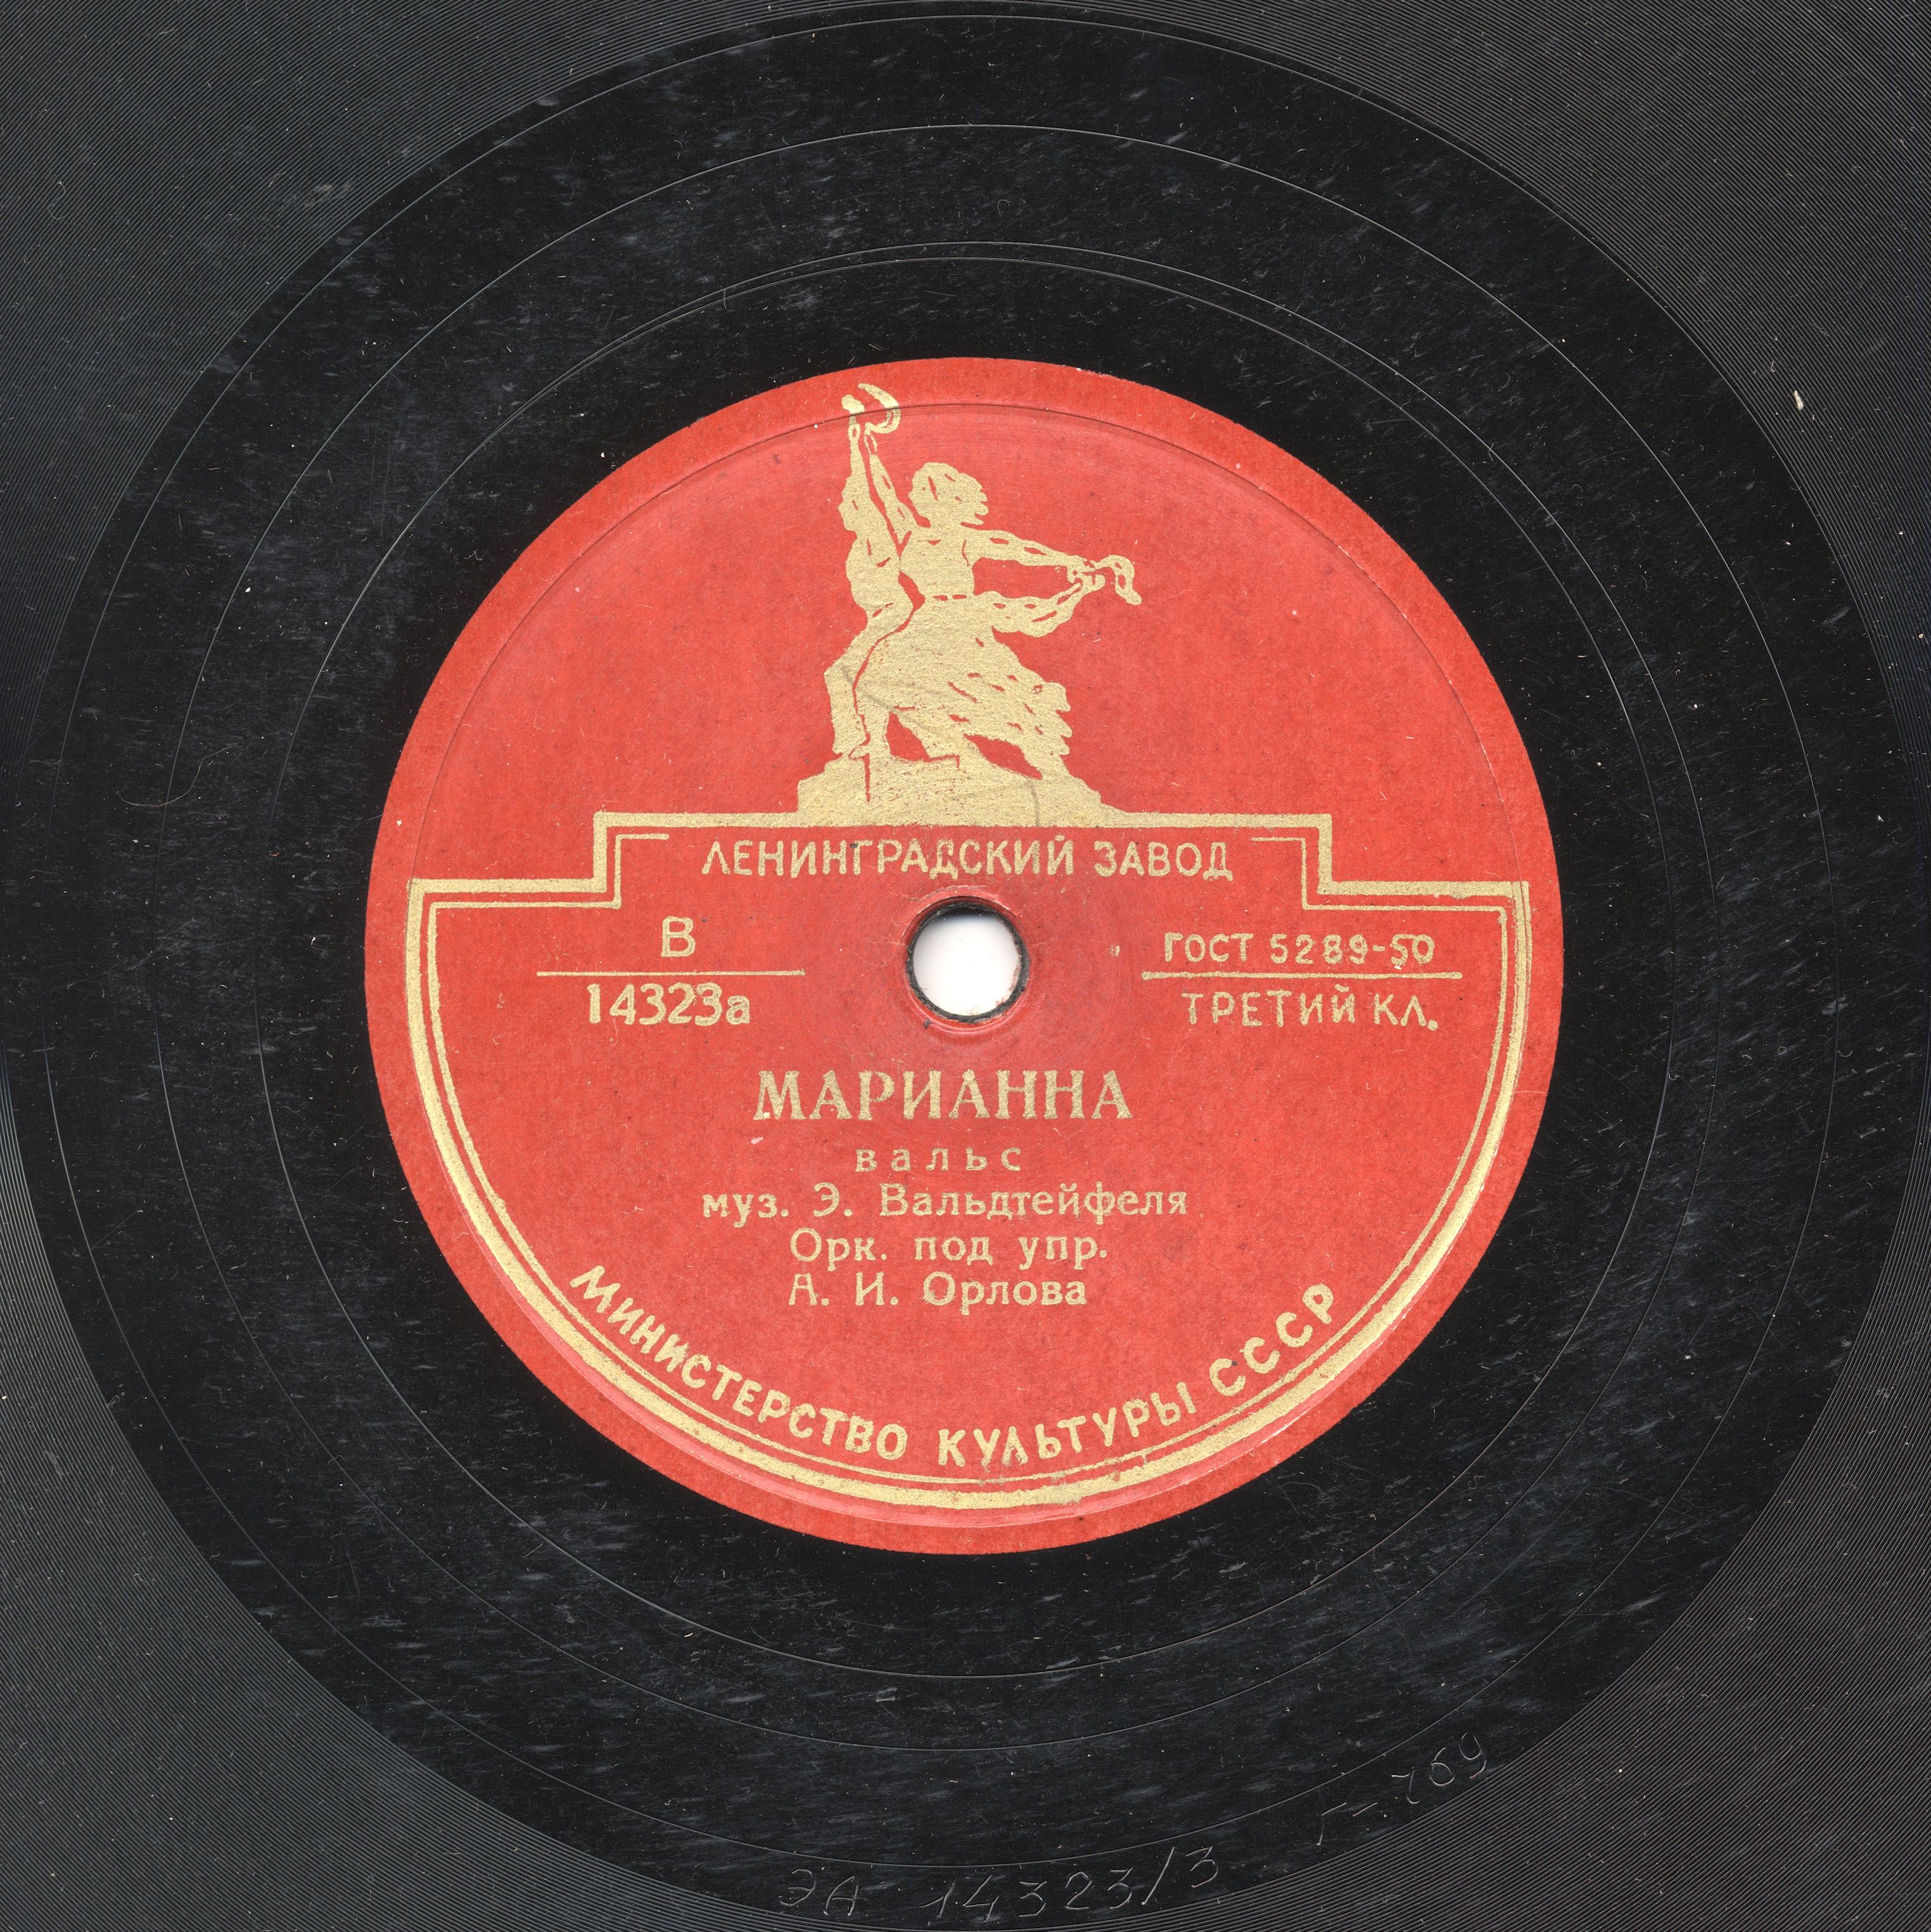 ЛЕНИНГРАДСКИЙ ЗАВОД
В
14323а
ГОСТ 5289-50
ТРЕТИЙ КЛ.
МАРИАННА
вальс
муз. Э. Вальдтейфеля
Орк. под упр.
А. И. Орлова
МИНИСТЕРСТВО КУЛЬТУРЫ СССР
ЭА 14323/3
Г-769